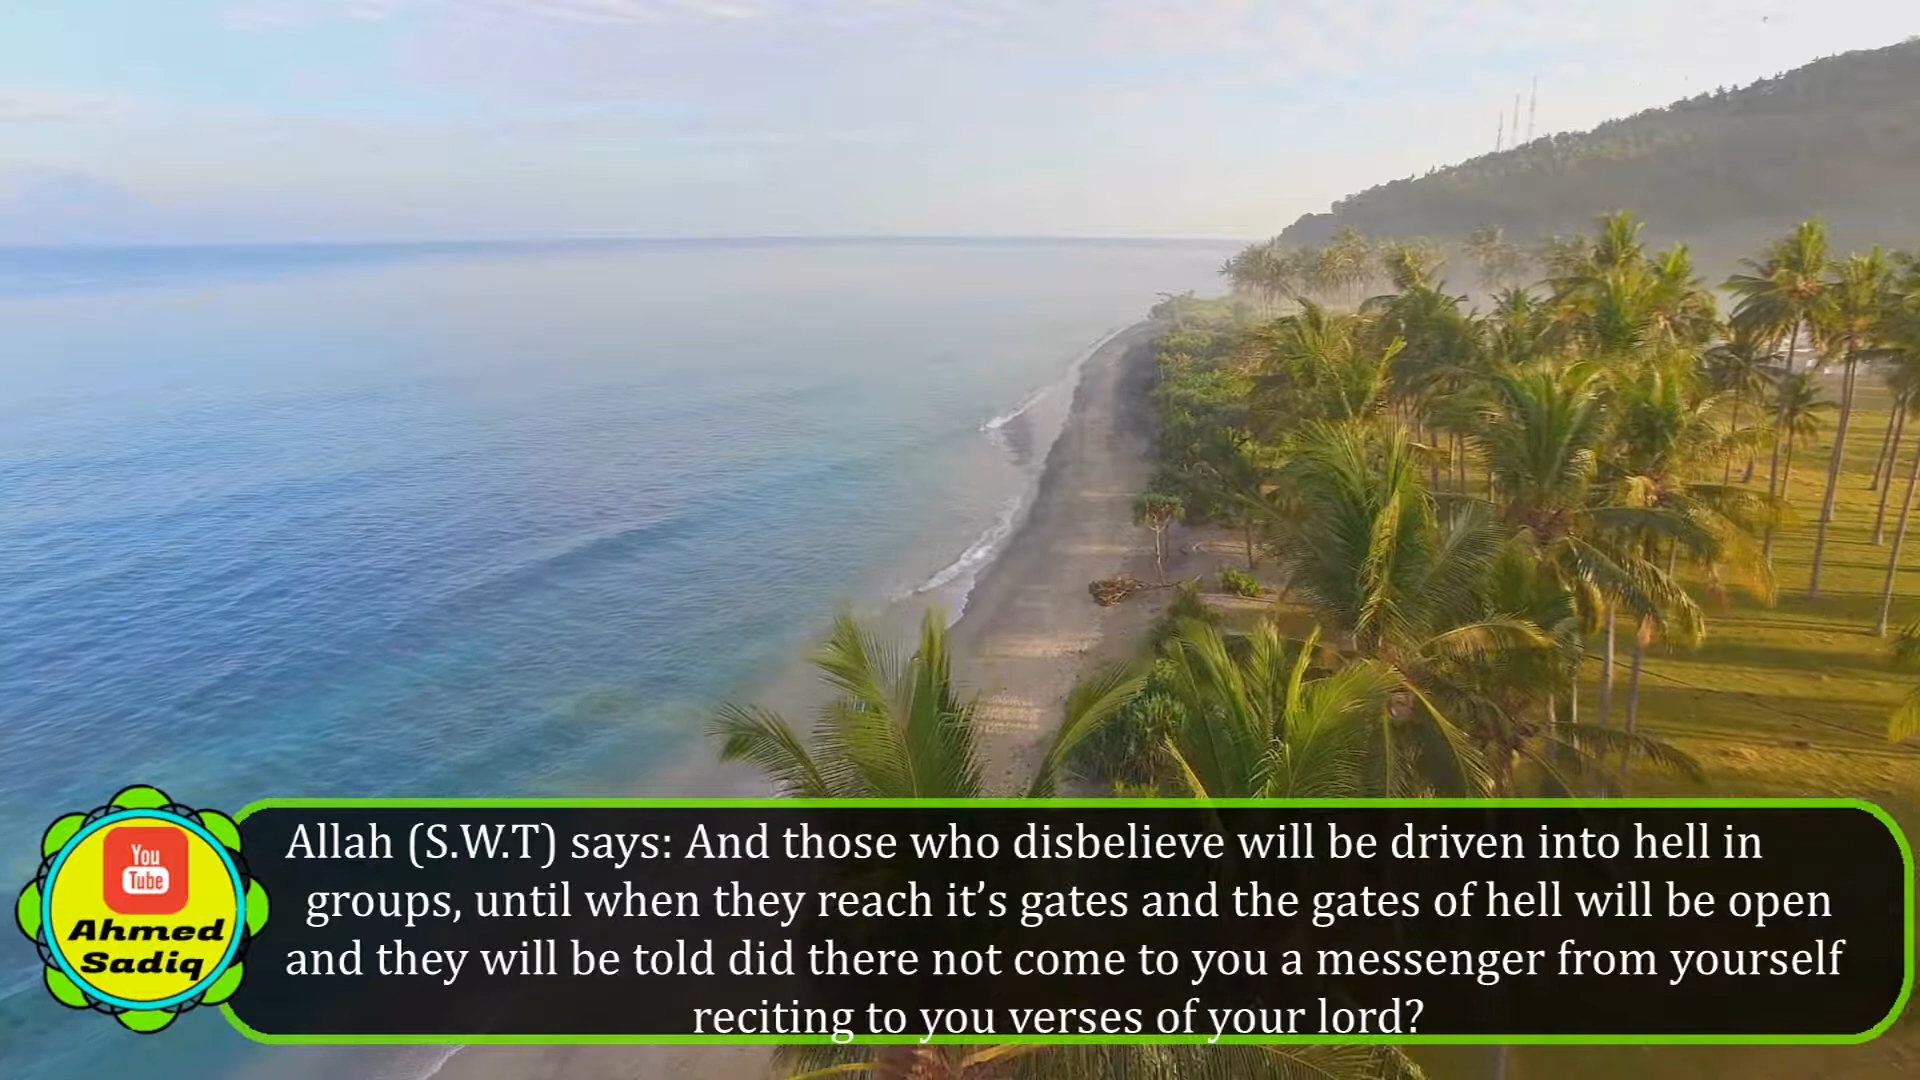 Allah (S.W.T) says: And those who disbelieve will be driven into hell in
groups, until when they reach it’s gates and the gates of hell will be open
and they will be told did there not come to you a messenger from yourself
reciting to you verses of your lord?
You
Tube
Ahmed
Sadiq